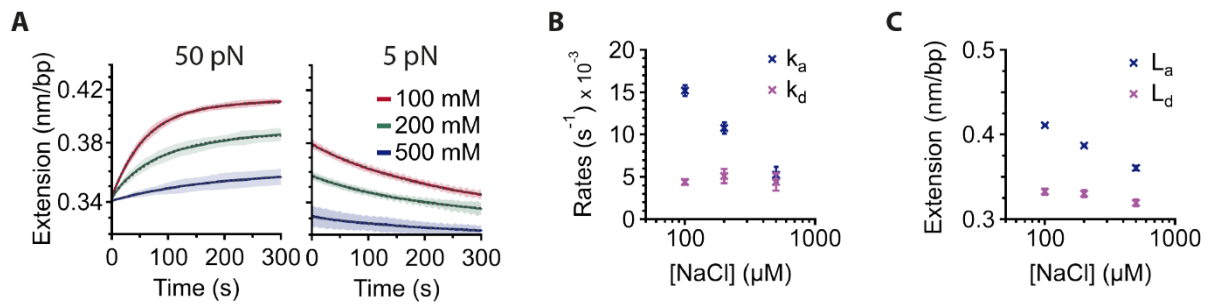 A
50 pN
5 pN
Extension (nm/bp)
0.42
0.38
0.34
100 mM
200 mM
500 mM
0 100 200 300
0 100 200 300
Time (s)
Time (s)
B
Rates (s⁻¹) x 10⁻³
20
15
10
5
0
kₐ
k_d
100 1000
[NaCl] (µM)
C
Extension (nm/bp)
0.5
0.4
0.3
Lₐ
L_d
100 1000
[NaCl] (µM)